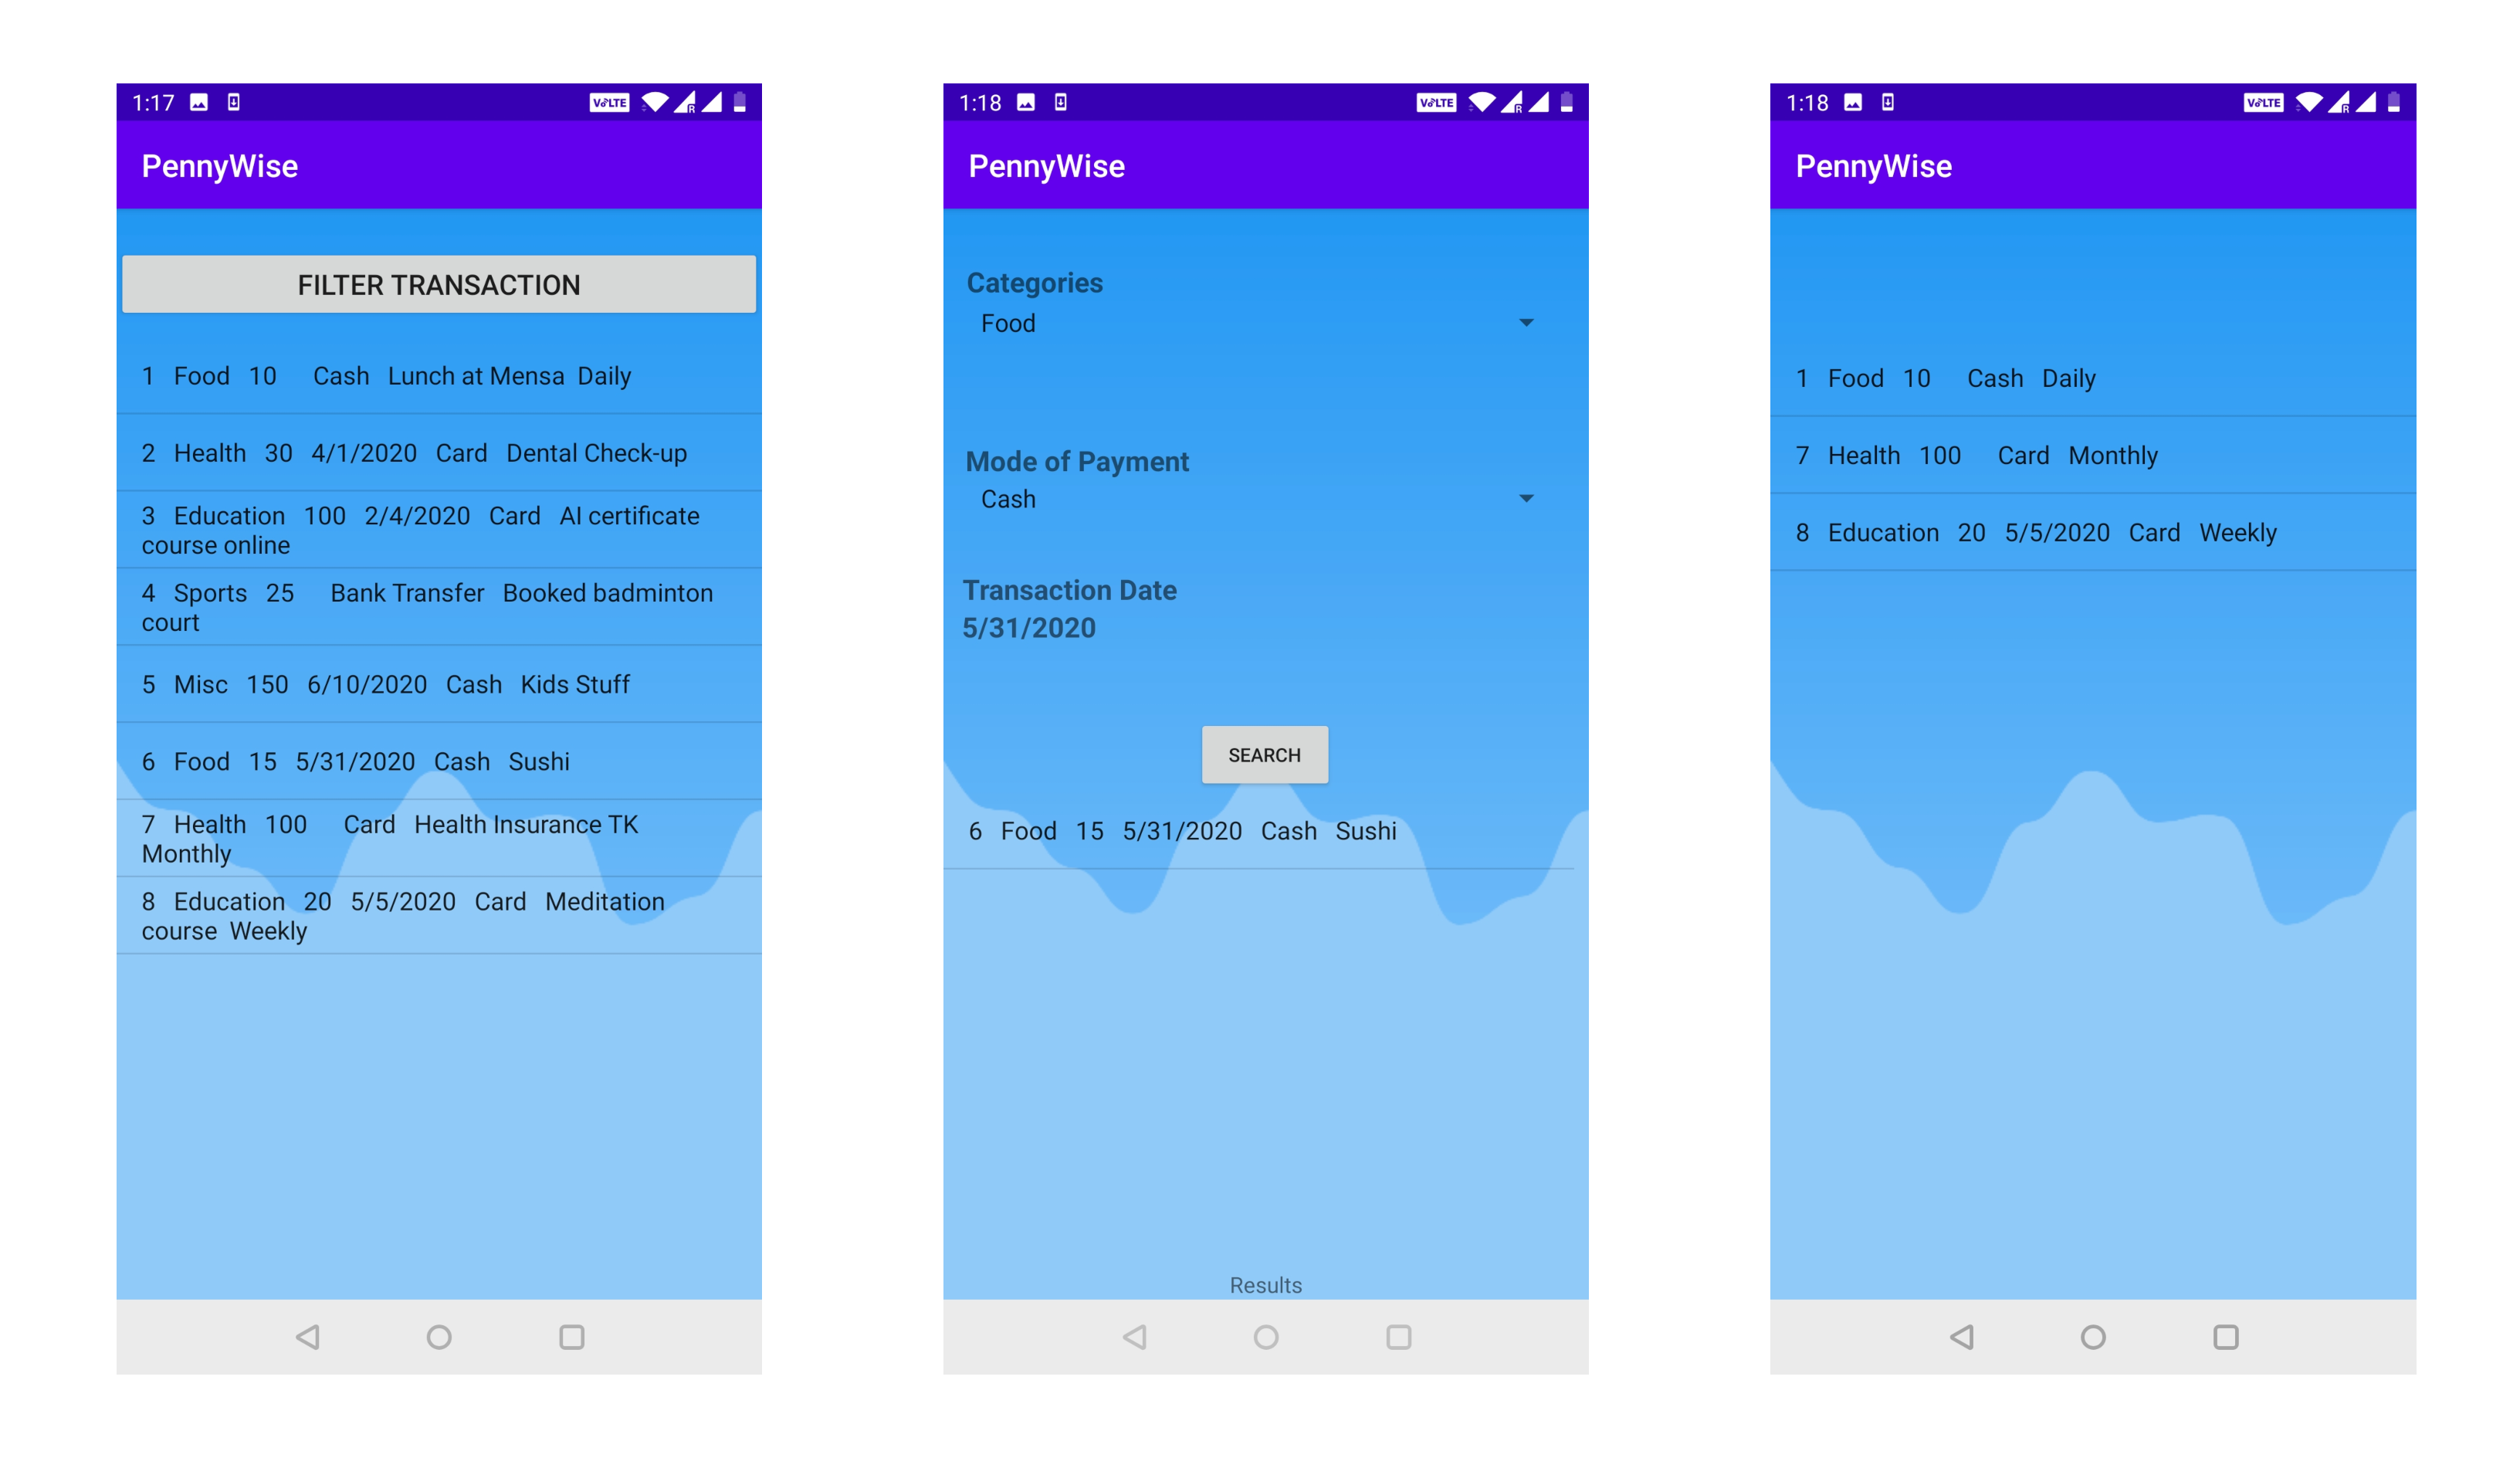 1:17 VoLTE R
PennyWise
FILTER TRANSACTION
1 Food 10 Cash Lunch at Mensa Daily
2 Health 30 4/1/2020 Card Dental Check-up
3 Education 100 2/4/2020 Card AI certificate
course online
4 Sports 25 Bank Transfer Booked badminton
court
5 Misc 150 6/10/2020 Cash Kids Stuff
6 Food 15 5/31/2020 Cash Sushi
7 Health 100 Card Health Insurance TK
Monthly
8 Education 20 5/5/2020 Card Meditation
course Weekly
1:18 VoLTE R
PennyWise
Categories
Food
Mode of Payment
Cash
Transaction Date
5/31/2020
SEARCH
6 Food 15 5/31/2020 Cash Sushi
Results
1:18 VoLTE R
PennyWise
1 Food 10 Cash Daily
7 Health 100 Card Monthly
8 Education 20 5/5/2020 Card Weekly